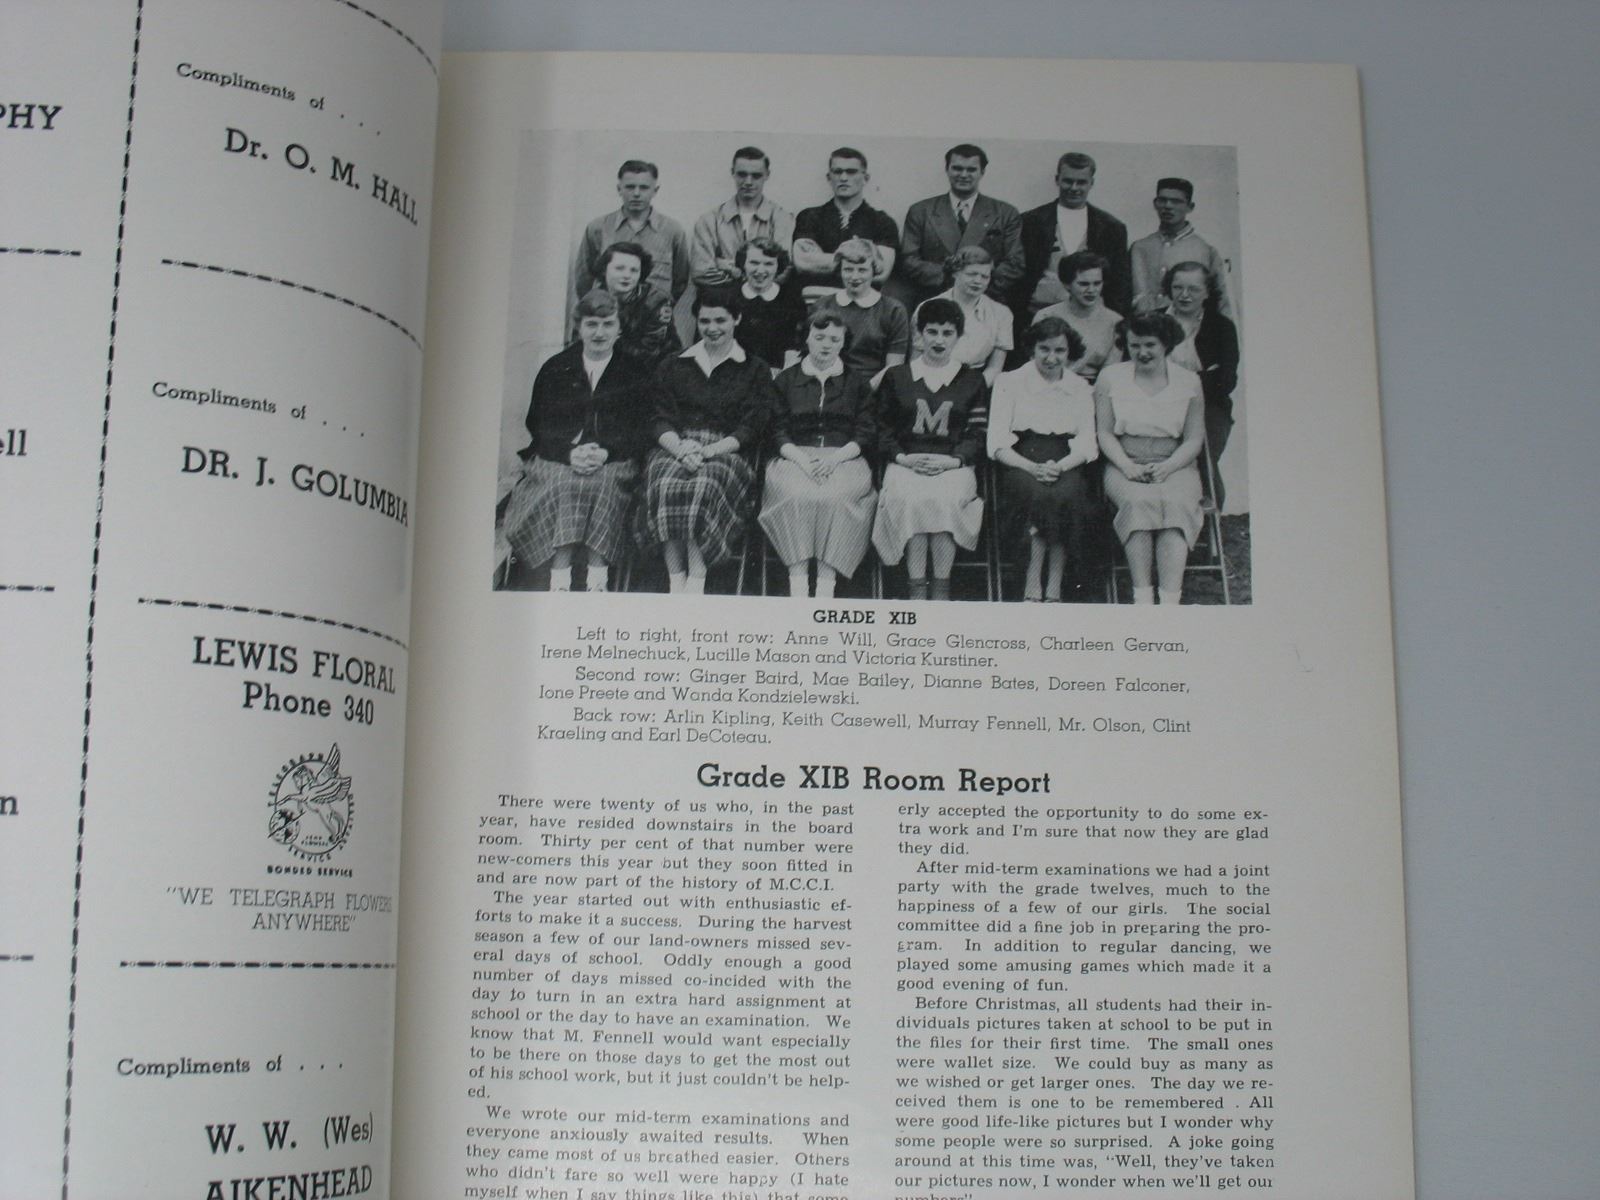 PHY
ell
n
Compliments of . . .
Dr. O. M. HALL
Compliments of . . .
DR. J. GOLUMBIA
LEWIS FLORAL
Phone 340
BONDED SERVICE
"WE TELEGRAPH FLOWERS
ANYWHERE"
Compliments of . . .
W. W. (Wes)
AIKENHEAD
M
GRADE XIB
Left to right, front row: Anne Will, Grace Glencross, Charleen Gervan,
Irene Melnechuck, Lucille Mason and Victoria Kurstiner.
Second row: Ginger Baird, Mae Bailey, Dianne Bates, Doreen Falconer,
Ione Preete and Wanda Kondzielewski.
Back row: Arlin Kipling, Keith Casewell, Murray Fennell, Mr. Olson, Clint
Kraeling and Earl DeCoteau.
Grade XIB Room Report
There were twenty of us who, in the past
year, have resided downstairs in the board
room. Thirty per cent of that number were
new-comers this year but they soon fitted in
and are now part of the history of M.C.C.I.
The year started out with enthusiastic ef-
forts to make it a success. During the harvest
season a few of our land-owners missed sev-
eral days of school. Oddly enough a good
number of days missed co-incided with the
day to turn in an extra hard assignment at
school or the day to have an examination. We
know that M. Fennell would want especially
to be there on those days to get the most out
of his school work, but it just couldn't be help-
ed.
We wrote our mid-term examinations and
everyone anxiously awaited results. When
they came most of us breathed easier. Others
who didn't fare so well were happy (I hate
myself when I say things like this) that some
erly accepted the opportunity to do some ex-
tra work and I'm sure that now they are glad
they did.
After mid-term examinations we had a joint
party with the grade twelves, much to the
happiness of a few of our girls. The social
committee did a fine job in preparing the pro-
gram. In addition to regular dancing, we
played some amusing games which made it a
good evening of fun.
Before Christmas, all students had their in-
dividuals pictures taken at school to be put in
the files for their first time. The small ones
were wallet size. We could buy as many as
we wished or get larger ones. The day we re-
ceived them is one to be remembered . All
were good life-like pictures but I wonder why
some people were so surprised. A joke going
around at this time was, "Well, they've taken
our pictures now, I wonder when we'll get our
numbers"